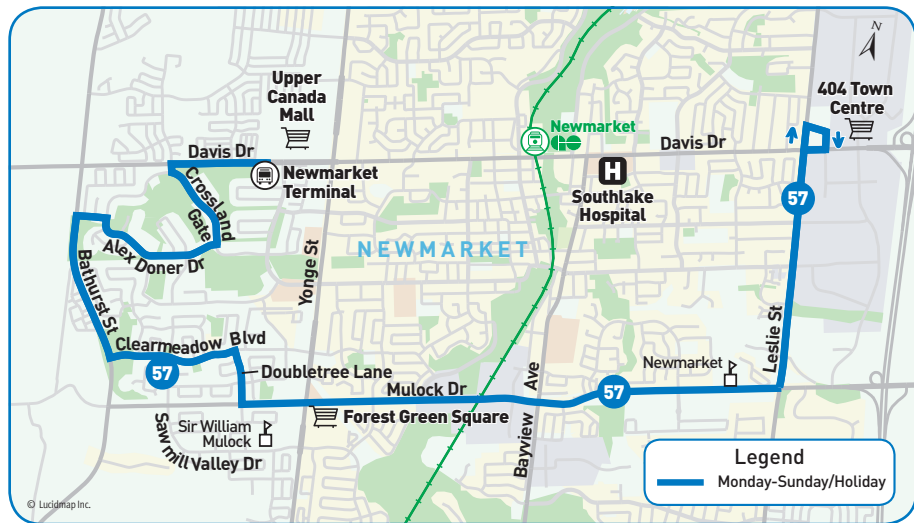 N
Upper
Canada
Mall
404 Town
Centre
Newmarket
Davis Dr
Davis Dr
H
Newmarket
Terminal
Southlake
Hospital
Crossland
Gate
57
NEWMARKET
Alex Doner Dr
Yonge St
Bathurst St
Leslie St
Clearmeadow Blvd
57
Doubletree Lane
Newmarket
Mulock Dr
57
Bayview Ave
Forest Green Square
Sir William
Mulock
Sawmill Valley Dr
Legend
Monday-Sunday/Holiday
© Lucidmap Inc.